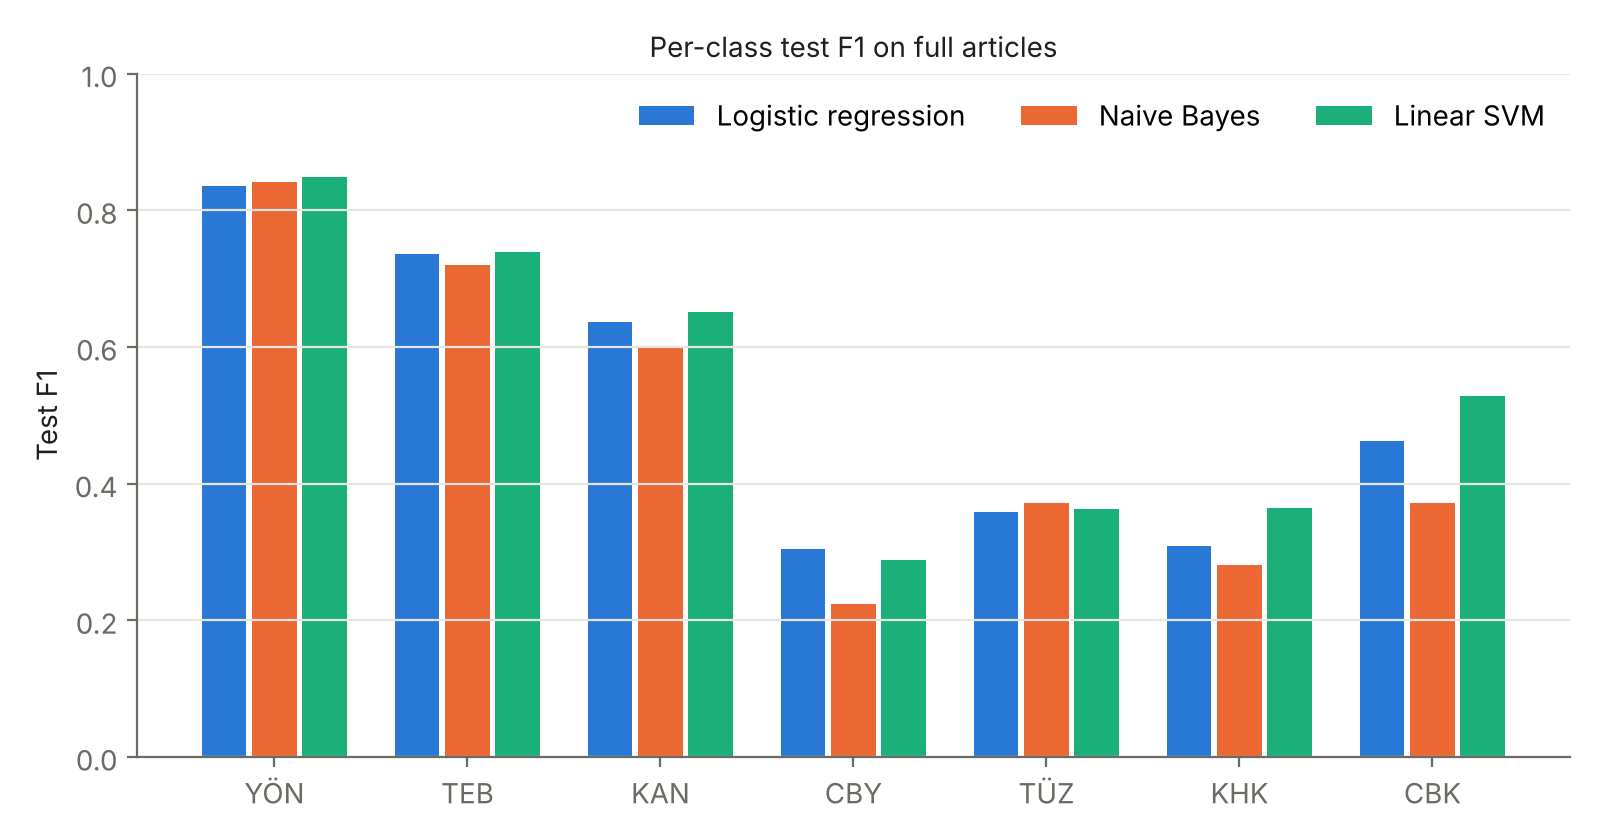 Per-class test F1 on full articles
Logistic regression Naive Bayes Linear SVM
Test F1
1.0
0.8
0.6
0.4
0.2
0.0
YÖN TEB KAN CBY TÜZ KHK CBK